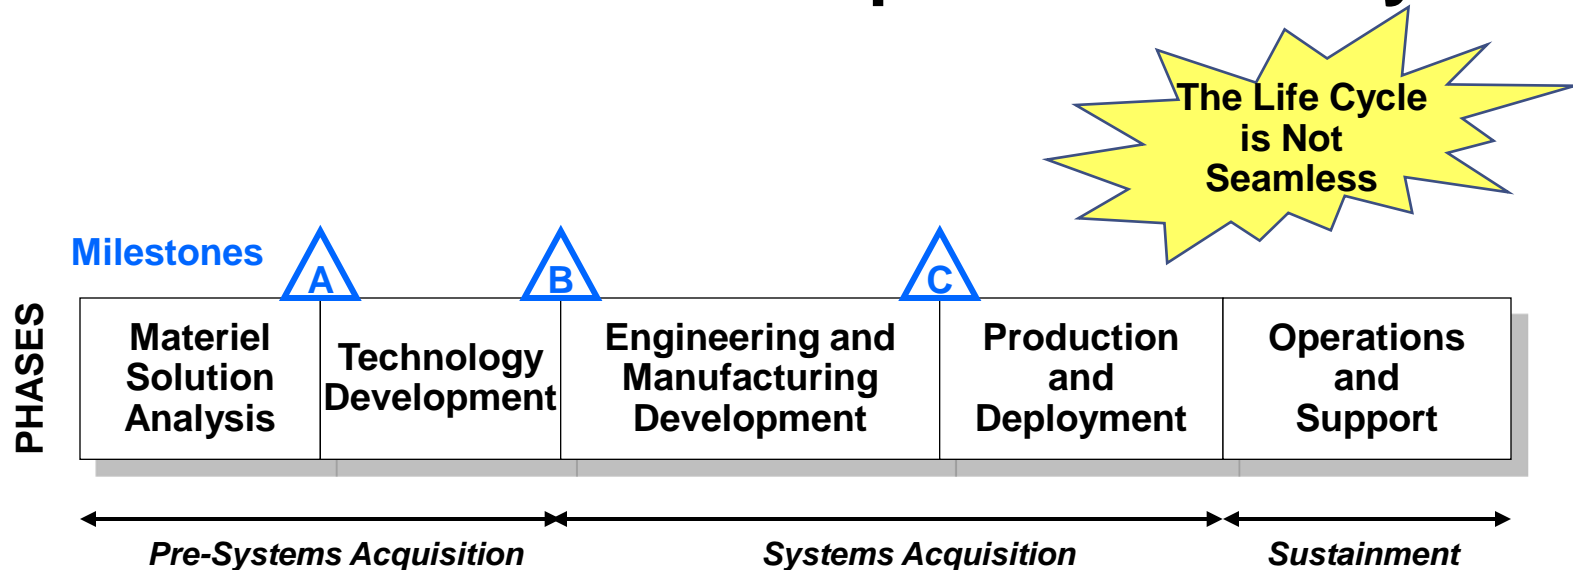 The Life Cycle
is Not
Seamless
Milestones
A
B
C
PHASES
Materiel
Solution
Analysis
Technology
Development
Engineering and
Manufacturing
Development
Production
and
Deployment
Operations
and
Support
Pre-Systems Acquisition
Systems Acquisition
Sustainment